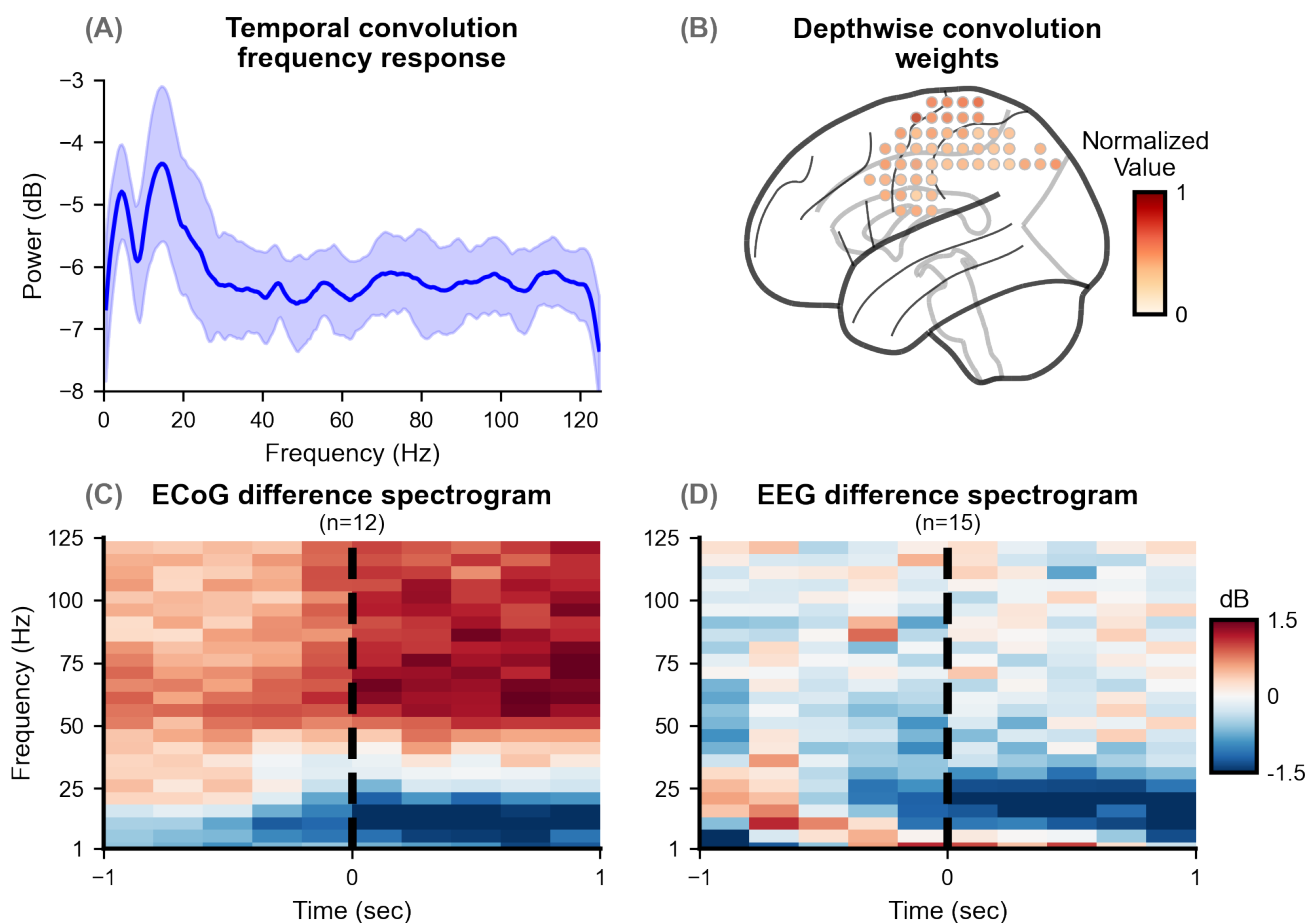 (A)
Temporal convolution
frequency response
−3
−4
−5
−6
−7
−8
Power (dB)
0
20
40
60
80
100
120
Frequency (Hz)
(B)
Depthwise convolution
weights
Normalized
Value
1
0
(C)
ECoG difference spectrogram
(n=12)
125
100
75
50
25
1
Frequency (Hz)
−1
0
1
Time (sec)
(D)
EEG difference spectrogram
(n=15)
125
100
75
50
25
1
−1
0
1
Time (sec)
dB
1.5
0
-1.5